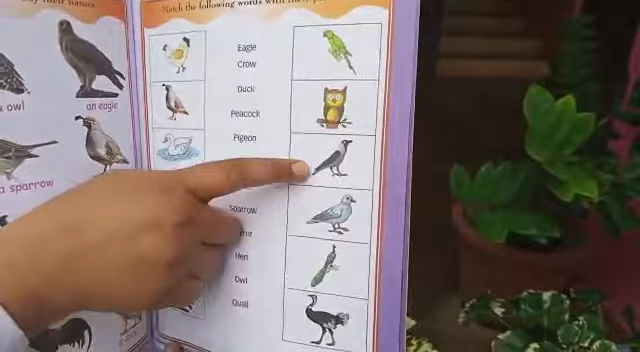 their names
Match the following words with their
owl
an eagle
a sparrow
Eagle
Crow
Duck
Peacock
Pigeon
Sparrow
Hen
Owl
Quail